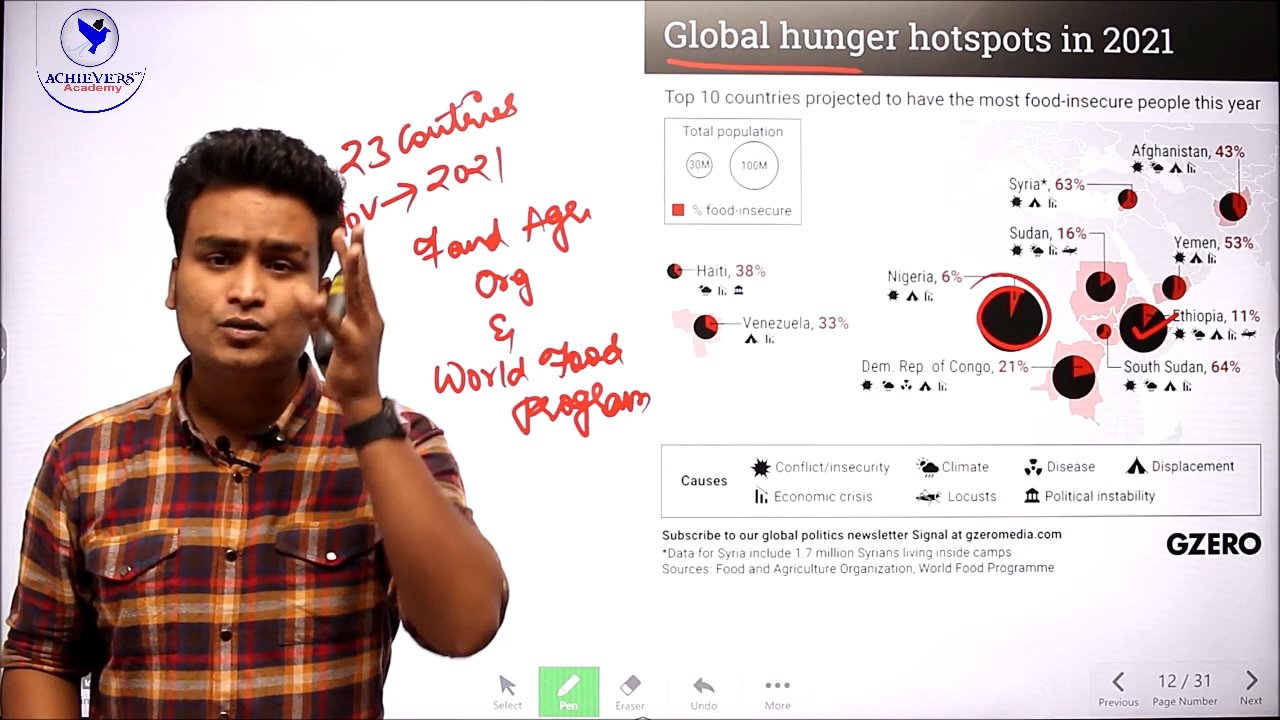 ACHIEVERS
Academy
23 Countries
→ 2021
Food
Org
&
World Food
Program
Global hunger hotspots in 2021
Top 10 countries projected to have the most food-insecure people this year
Total population
30M
100M
% food-insecure
Afghanistan, 43%
Syria*, 63%
Sudan, 16%
Yemen, 53%
Haiti, 38%
Nigeria, 6%
Ethiopia, 11%
Venezuela, 33%
Dem. Rep. of Congo, 21%
South Sudan, 64%
Causes
Conflict/insecurity
Climate
Disease
Displacement
Economic crisis
Locusts
Political instability
Subscribe to our global politics newsletter Signal at gzeromedia.com
*Data for Syria include 1.7 million Syrians living inside camps
Sources: Food and Agriculture Organization, World Food Programme
GZERO
Select
Pen
Eraser
Undo
More
Previous
12 / 31
Page Number
Next